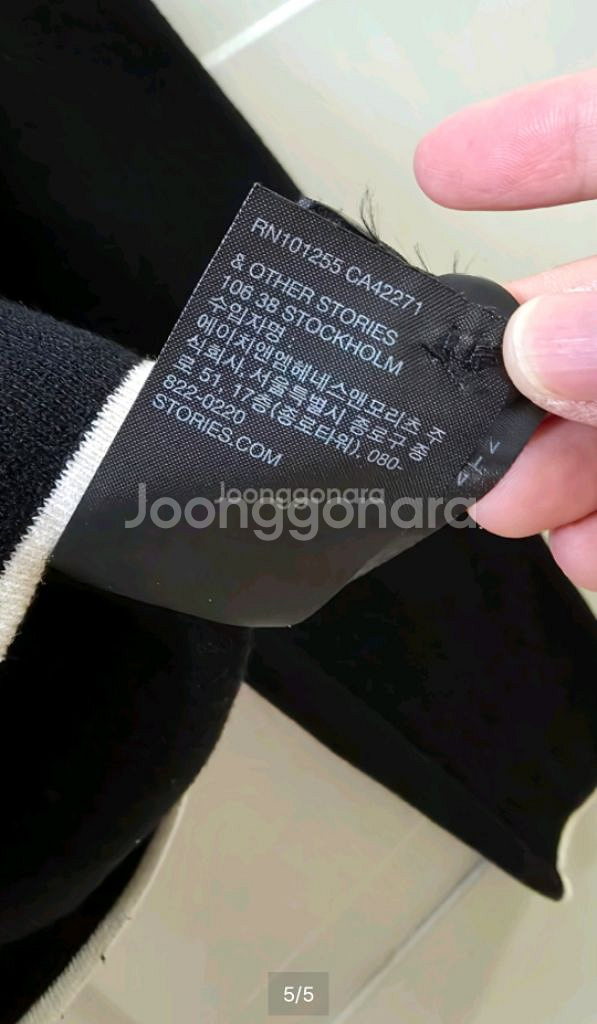 RN101255 CA42271
& OTHER STORIES
106 38 STOCKHOLM
수입자명
에이치앤엠헤네스앤모리츠 주
식회사 서울특별시 종로구 종
로 51, 17층(종로타워). 080-
822-0220
STORIES.COM
Joonggonara
Joonggonara
5/5